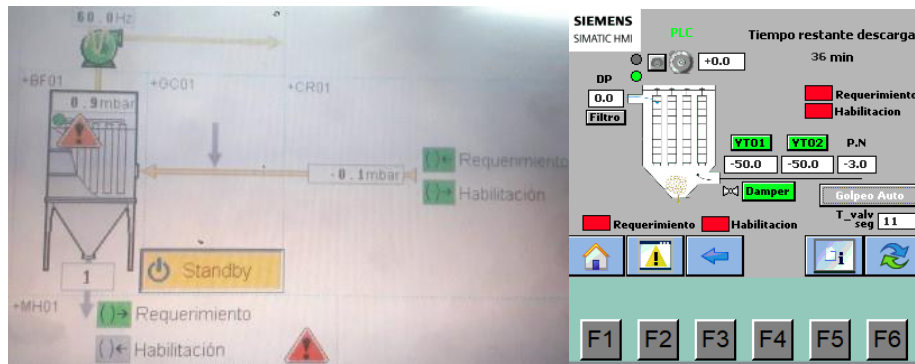 60.0Hz
+BF01
+GC01
+CR01
0.9mbar
-0.1mbar
()← Requerimiento
()→ Habilitación
1
Standby
+MH01
()→ Requerimiento
()← Habilitación
SIEMENS
SIMATIC HMI
PLC
Tiempo restante descarga
36 min
+0.0
DP
0.0
Filtro
Requerimiento
Habilitacion
YT01
YT02
P.N
-50.0
-50.0
-3.0
Damper
Golpeo Auto
Requerimiento
Habilitacion
T_valv
seg
11
i
F1
F2
F3
F4
F5
F6